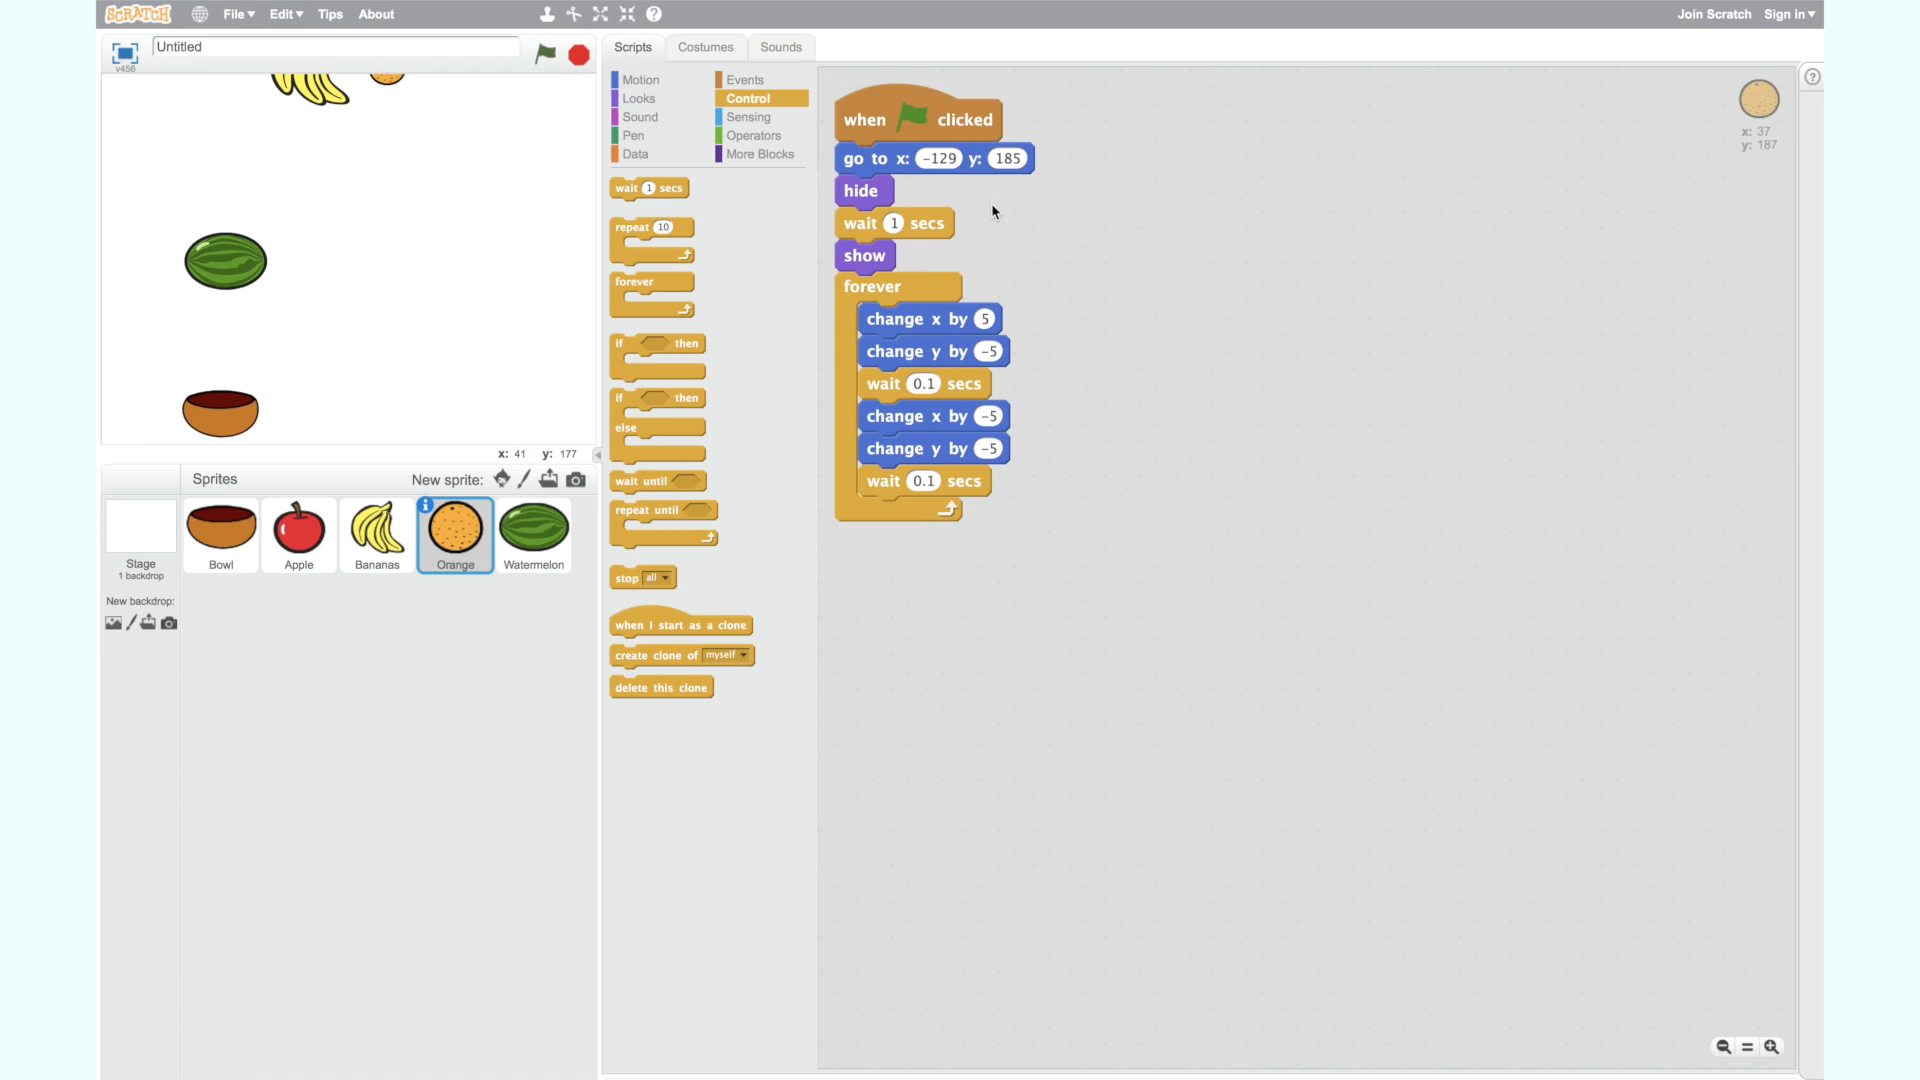 SCRATCH File Edit Tips About Join Scratch Sign in
v456
Untitled
Scripts Costumes Sounds
Motion Events
Looks Control
Sound Sensing
Pen Operators
Data More Blocks
wait 1 secs
repeat 10
forever
if then
if then
else
wait until
repeat until
stop all
when I start as a clone
create clone of myself
delete this clone
when clicked
go to x: -129 y: 185
hide
wait 1 secs
show
forever
change x by 5
change y by -5
wait 0.1 secs
change x by -5
change y by -5
wait 0.1 secs
x: 37
y: 187
x: 41 y: 177
Sprites New sprite:
Stage
1 backdrop
New backdrop:
Bowl Apple Bananas Orange Watermelon